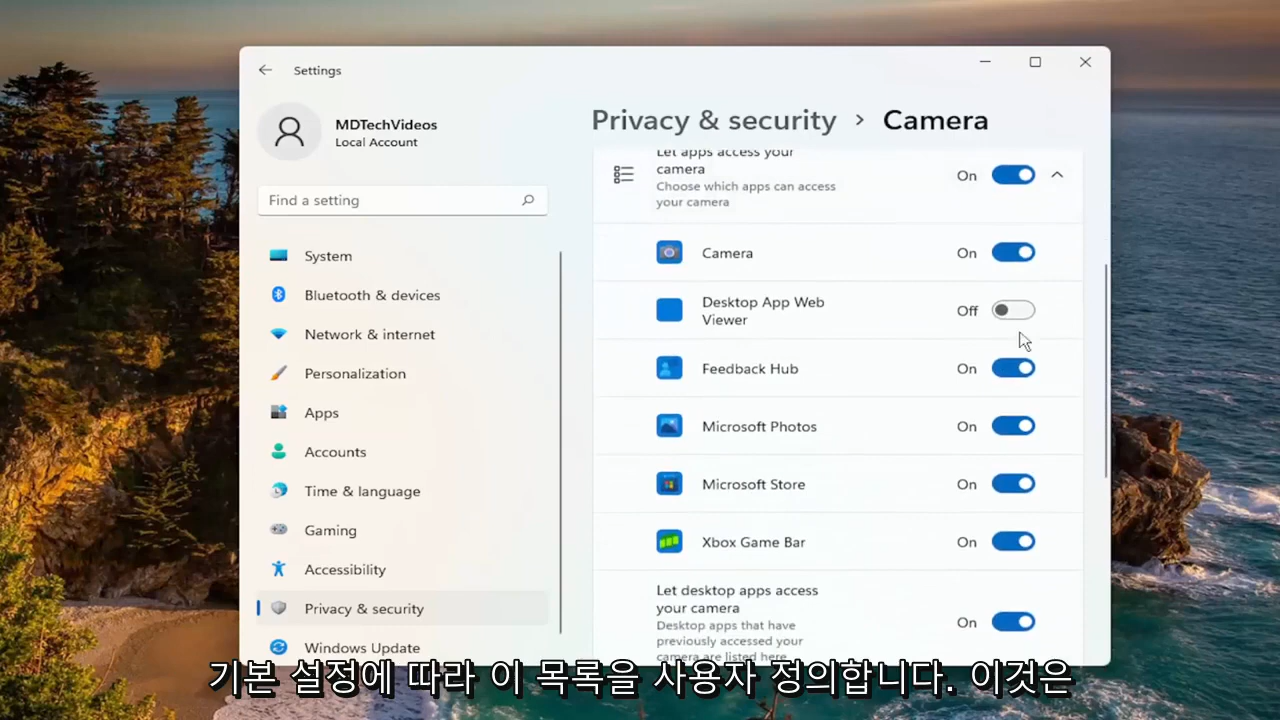 Settings
MDTechVideos
Local Account
Find a setting
System
Bluetooth & devices
Network & internet
Personalization
Apps
Accounts
Time & language
Gaming
Accessibility
Privacy & security
Windows Update
Privacy & security > Camera
Let apps access your
camera
Choose which apps can access
your camera
On
Camera
On
Desktop App Web
Viewer
Off
Feedback Hub
On
Microsoft Photos
On
Microsoft Store
On
Xbox Game Bar
On
Let desktop apps access
your camera
Desktop apps that have
previously accessed your
camera are listed here
On
기본 설정에 따라 이 목록을 사용자 정의합니다. 이것은